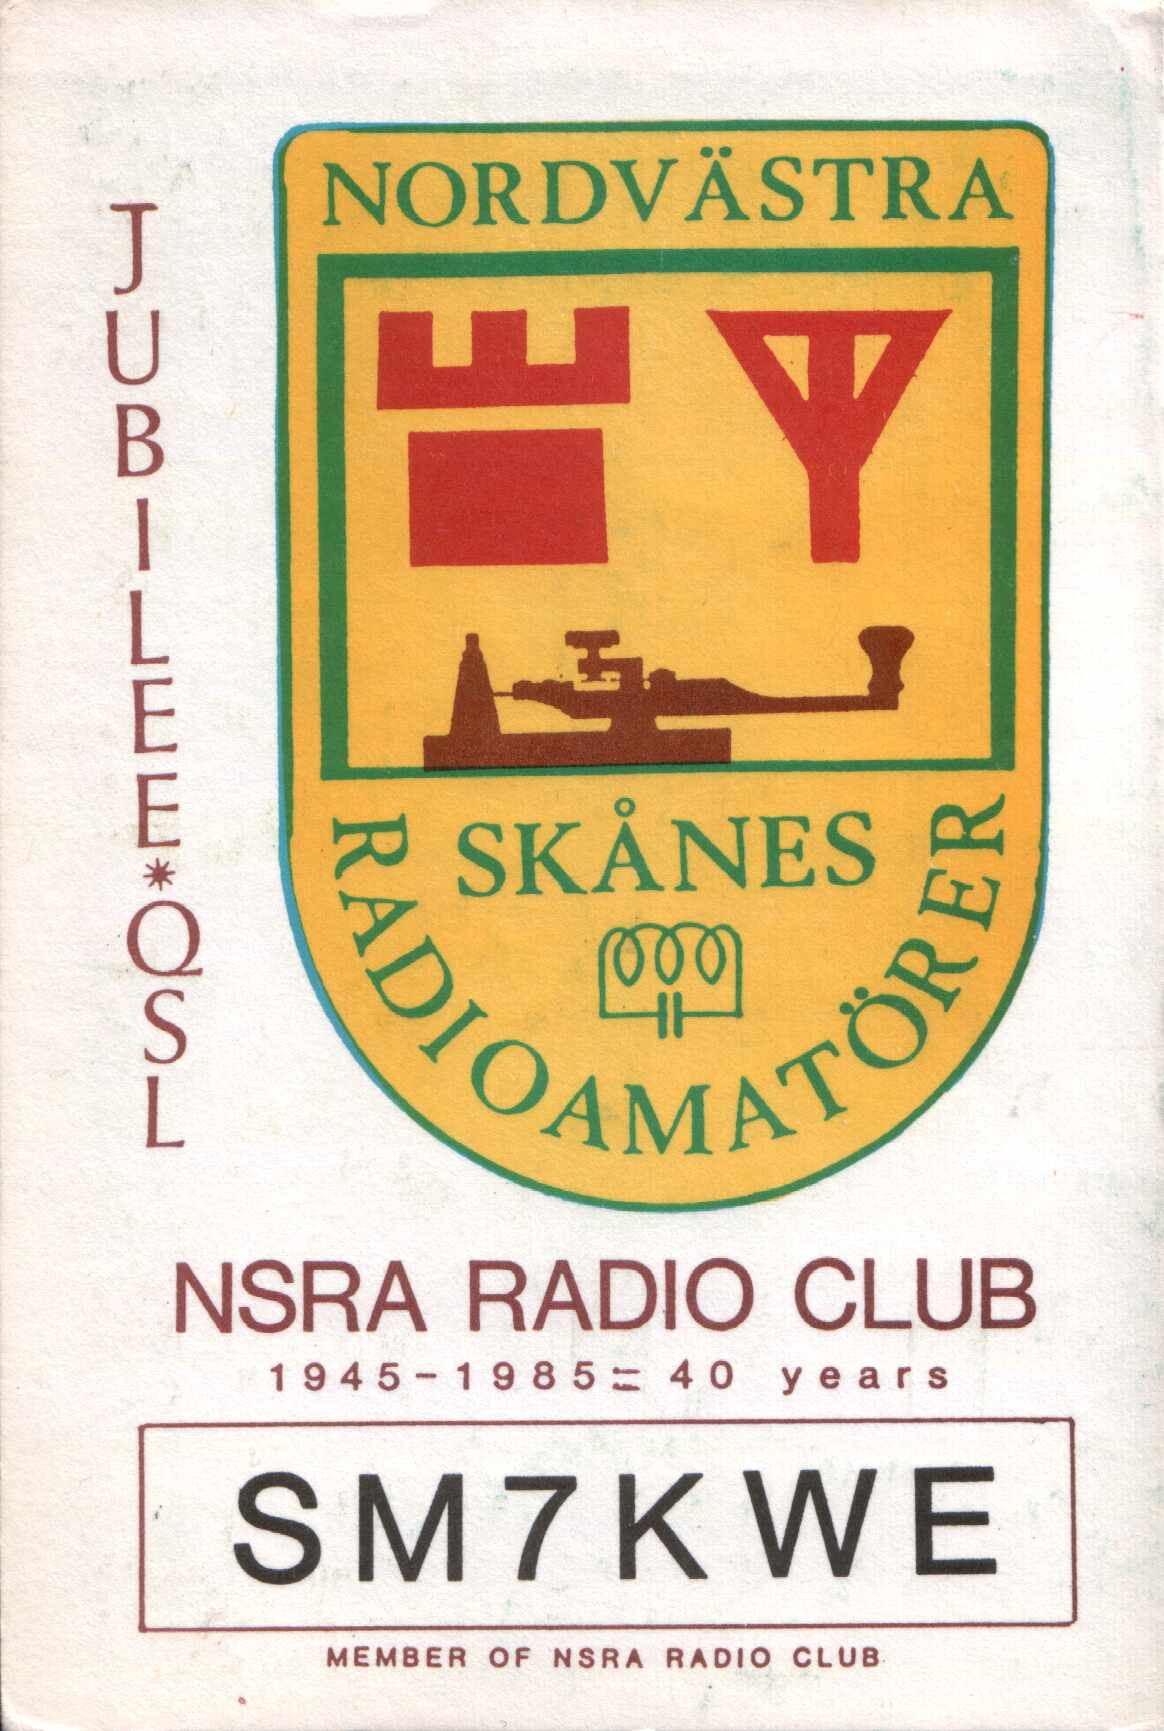 JUBILEE*QSL
NORDVÄSTRA
SKÅNES
RADIOAMATÖRER
NSRA RADIO CLUB
1945-1985= 40 years
SM7KWE
MEMBER OF NSRA RADIO CLUB